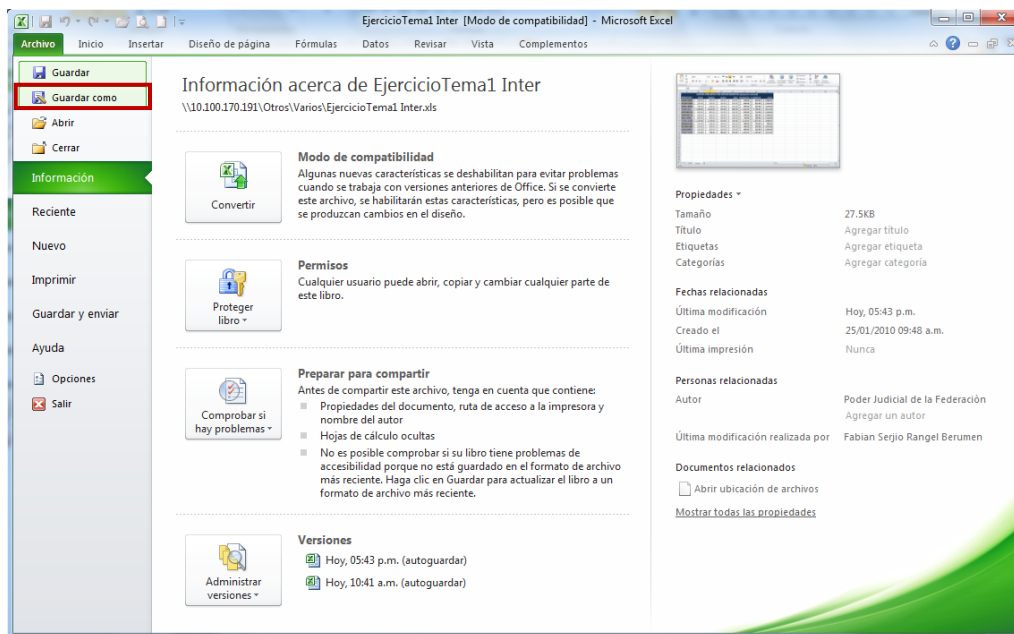 EjercicioTema1 Inter [Modo de compatibilidad] - Microsoft Excel
Archivo Inicio Insertar Diseño de página Fórmulas Datos Revisar Vista Complementos
Guardar
Guardar como
Abrir
Cerrar
Información
Reciente
Nuevo
Imprimir
Guardar y enviar
Ayuda
Opciones
Salir
Información acerca de EjercicioTema1 Inter
\\10.100.170.191\Otros\Varios\EjercicioTema1 Inter.xls
Convertir
Modo de compatibilidad
Algunas nuevas características se deshabilitan para evitar problemas
cuando se trabaja con versiones anteriores de Office. Si se convierte
este archivo, se habilitarán estas características, pero es posible que
se produzcan cambios en el diseño.
Proteger
libro
Permisos
Cualquier usuario puede abrir, copiar y cambiar cualquier parte de
este libro.
Comprobar si
hay problemas
Preparar para compartir
Antes de compartir este archivo, tenga en cuenta que contiene:
Propiedades del documento, ruta de acceso a la impresora y
nombre del autor
Hojas de cálculo ocultas
No es posible comprobar si su libro tiene problemas de
accesibilidad porque no está guardado en el formato de archivo
más reciente. Haga clic en Guardar para actualizar el libro a un
formato de archivo más reciente.
Administrar
versiones
Versiones
Hoy, 05:43 p.m. (autoguardar)
Hoy, 10:41 a.m. (autoguardar)
Propiedades
Tamaño 27.5KB
Título Agregar título
Etiquetas Agregar etiqueta
Categorías Agregar categoría
Fechas relacionadas
Última modificación Hoy, 05:43 p.m.
Creado el 25/01/2010 09:48 a.m.
Última impresión Nunca
Personas relacionadas
Autor Poder Judicial de la Federaciòn
Agregar un autor
Última modificación realizada por Fabian Serjio Rangel Berumen
Documentos relacionados
Abrir ubicación de archivos
Mostrar todas las propiedades